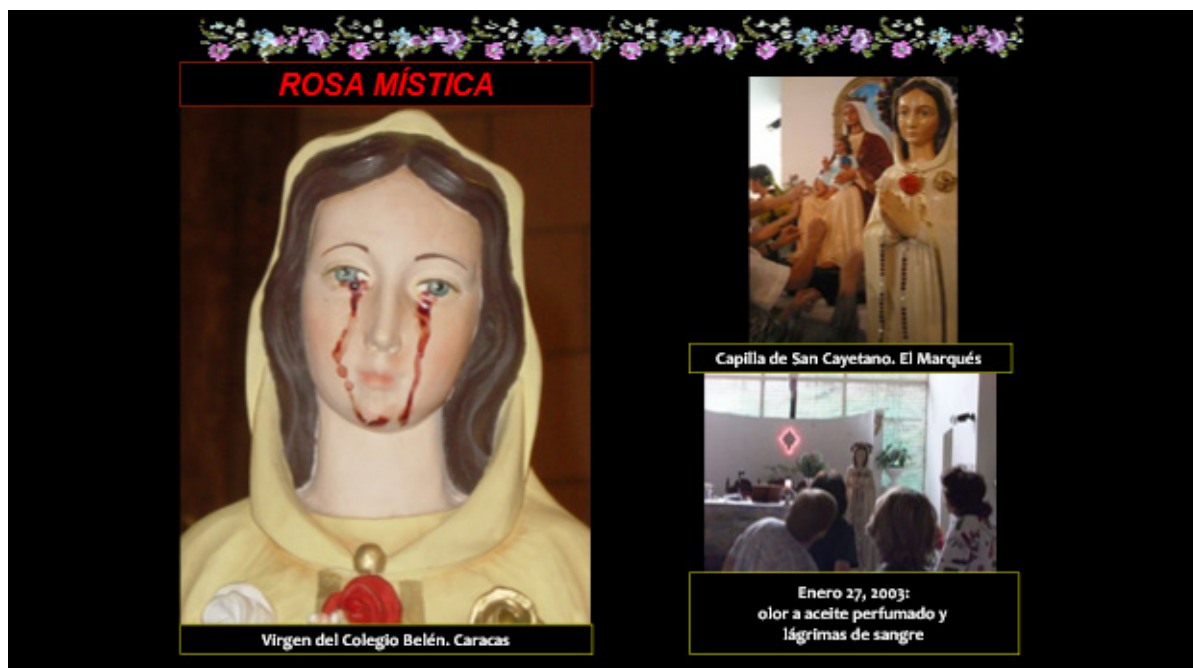 ROSA MÍSTICA
Virgen del Colegio Belén. Caracas
Capilla de San Cayetano. El Marqués
Enero 27, 2003:
olor a aceite perfumado y
lágrimas de sangre